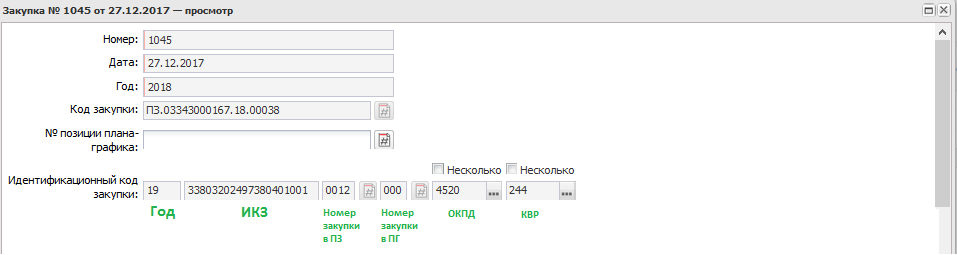 Закупка № 1045 от 27.12.2017 — просмотр
Номер: 1045
Дата: 27.12.2017
Год: 2018
Код закупки: ПЗ.03343000167.18.00038
№ позиции плана-
графика:
Несколько Несколько
Идентификационный код
закупки: 19 33803202497380401001 0012 000 4520 ... 244 ...
Год ИКЗ Номер закупки в ПЗ Номер закупки в ПГ ОКПД КВР